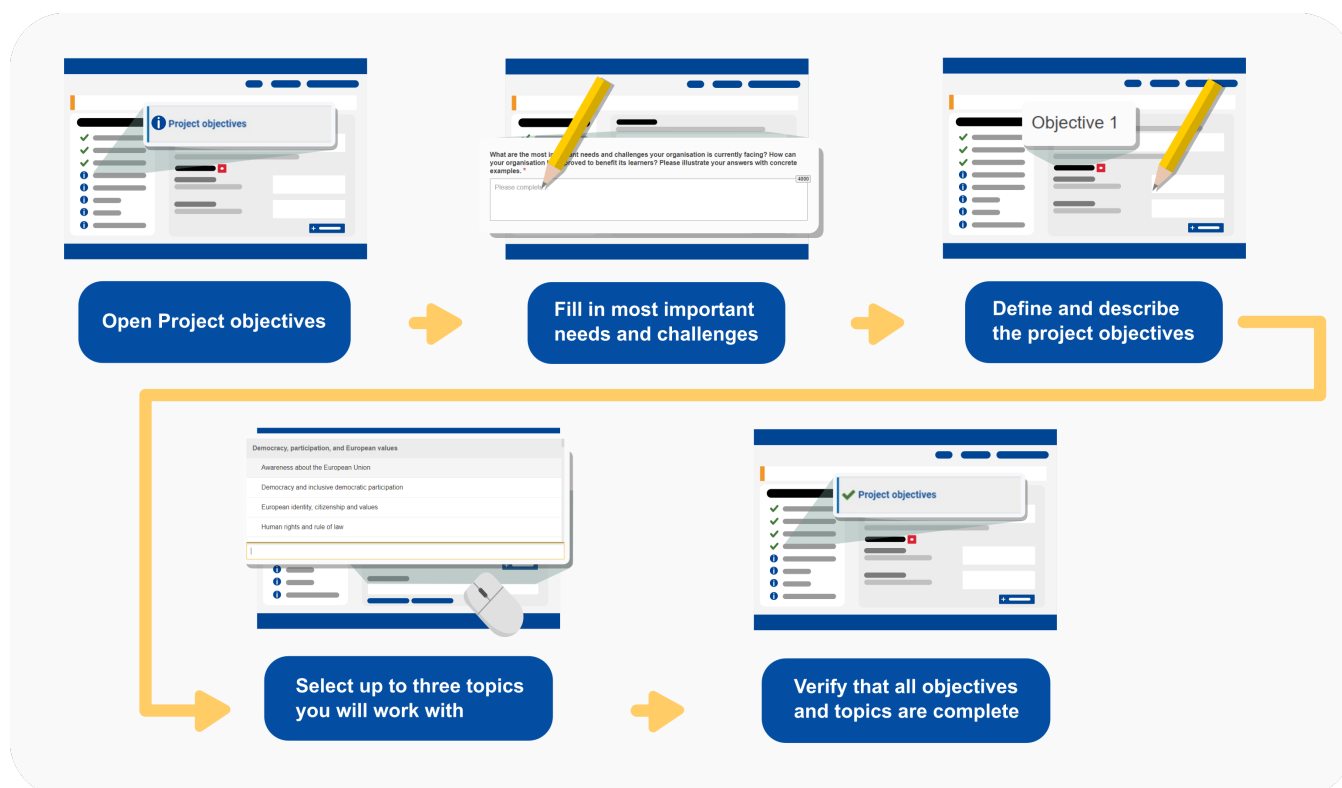 Project objectives
What are the most im ant needs and challenges your organisation is currently facing? How can
your organisation proved to benefit its learners? Please illustrate your answers with concrete
examples. *
4000
Please complete
Objective 1
Open Project objectives
Fill in most important
needs and challenges
Define and describe
the project objectives
Democracy, participation, and European values
Awareness about the European Union
Democracy and inclusive democratic participation
European identity, citizenship and values
Human rights and rule of law
Project objectives
Select up to three topics
you will work with
Verify that all objectives
and topics are complete